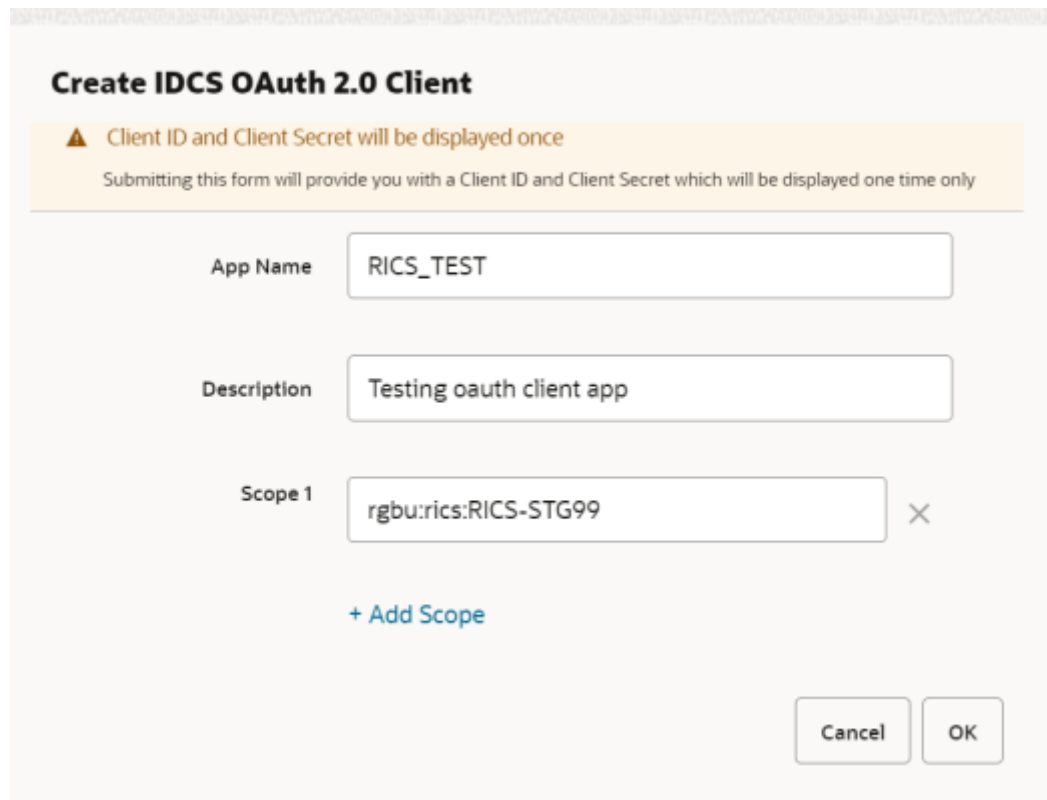 Create IDCS OAuth 2.0 Client
Client ID and Client Secret will be displayed once
Submitting this form will provide you with a Client ID and Client Secret which will be displayed one time only
App Name RICS_TEST
Description Testing oauth client app
Scope 1 rgbu:rics:RICS-STG99
+ Add Scope
Cancel OK